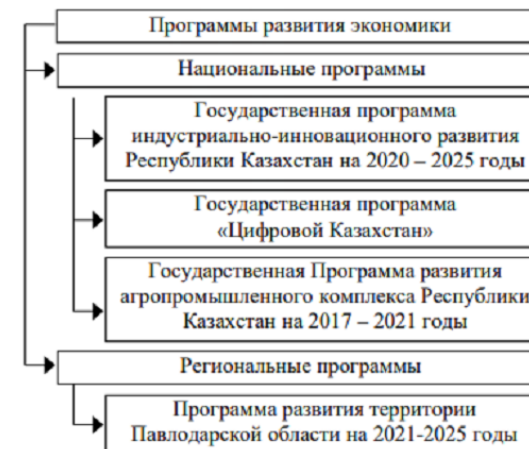 Программы развития экономики
Национальные программы
Государственная программа
индустриально-инновационного развития
Республики Казахстан на 2020 – 2025 годы
Государственная программа
«Цифровой Казахстан»
Государственная Программа развития
агропромышленного комплекса Республики
Казахстан на 2017 – 2021 годы
Региональные программы
Программа развития территории
Павлодарской области на 2021-2025 годы